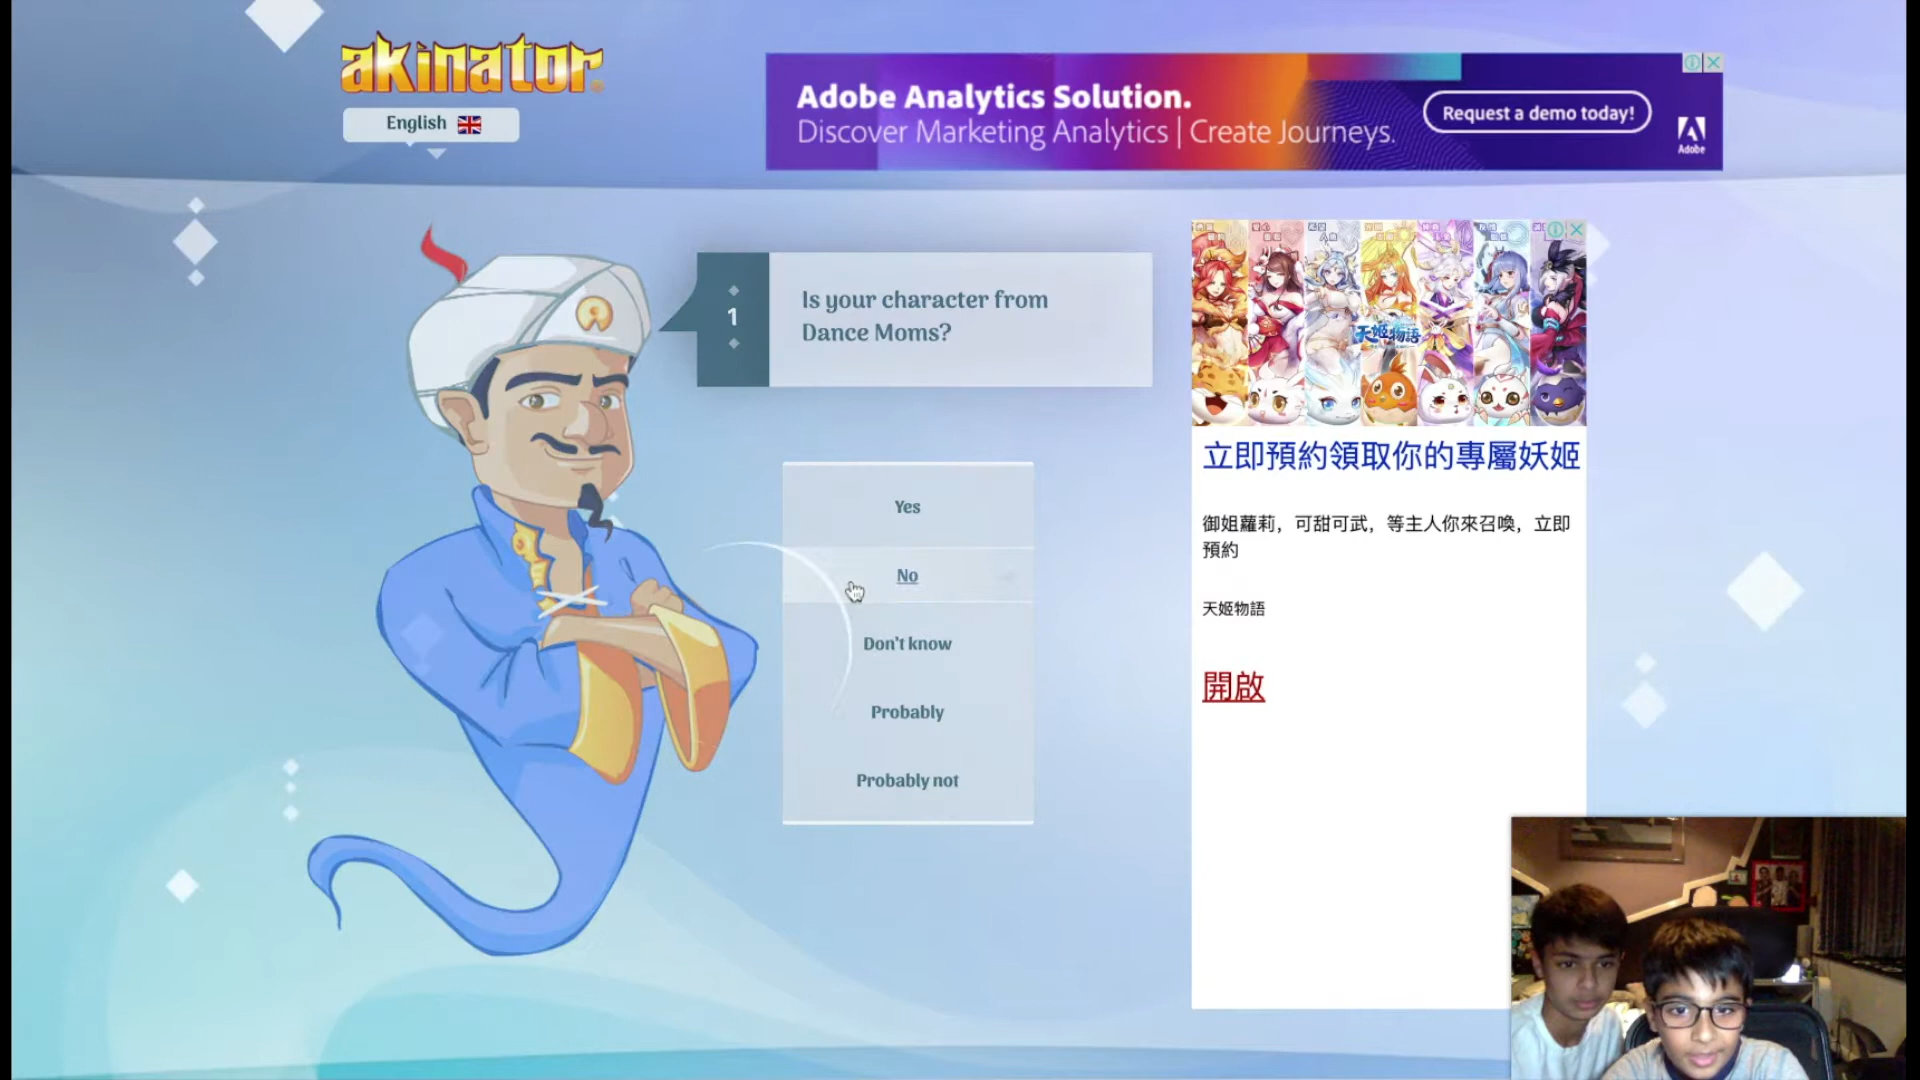 akinator
English
Adobe Analytics Solution.
Discover Marketing Analytics | Create Journeys.
Request a demo today!
Adobe
1
Is your character from
Dance Moms?
Yes
No
Don't know
Probably
Probably not
天姬物語
立即預約領取你的專屬妖姬
御姐蘿莉，可甜可武，等主人你來召喚，立即
預約
天姬物語
開啟